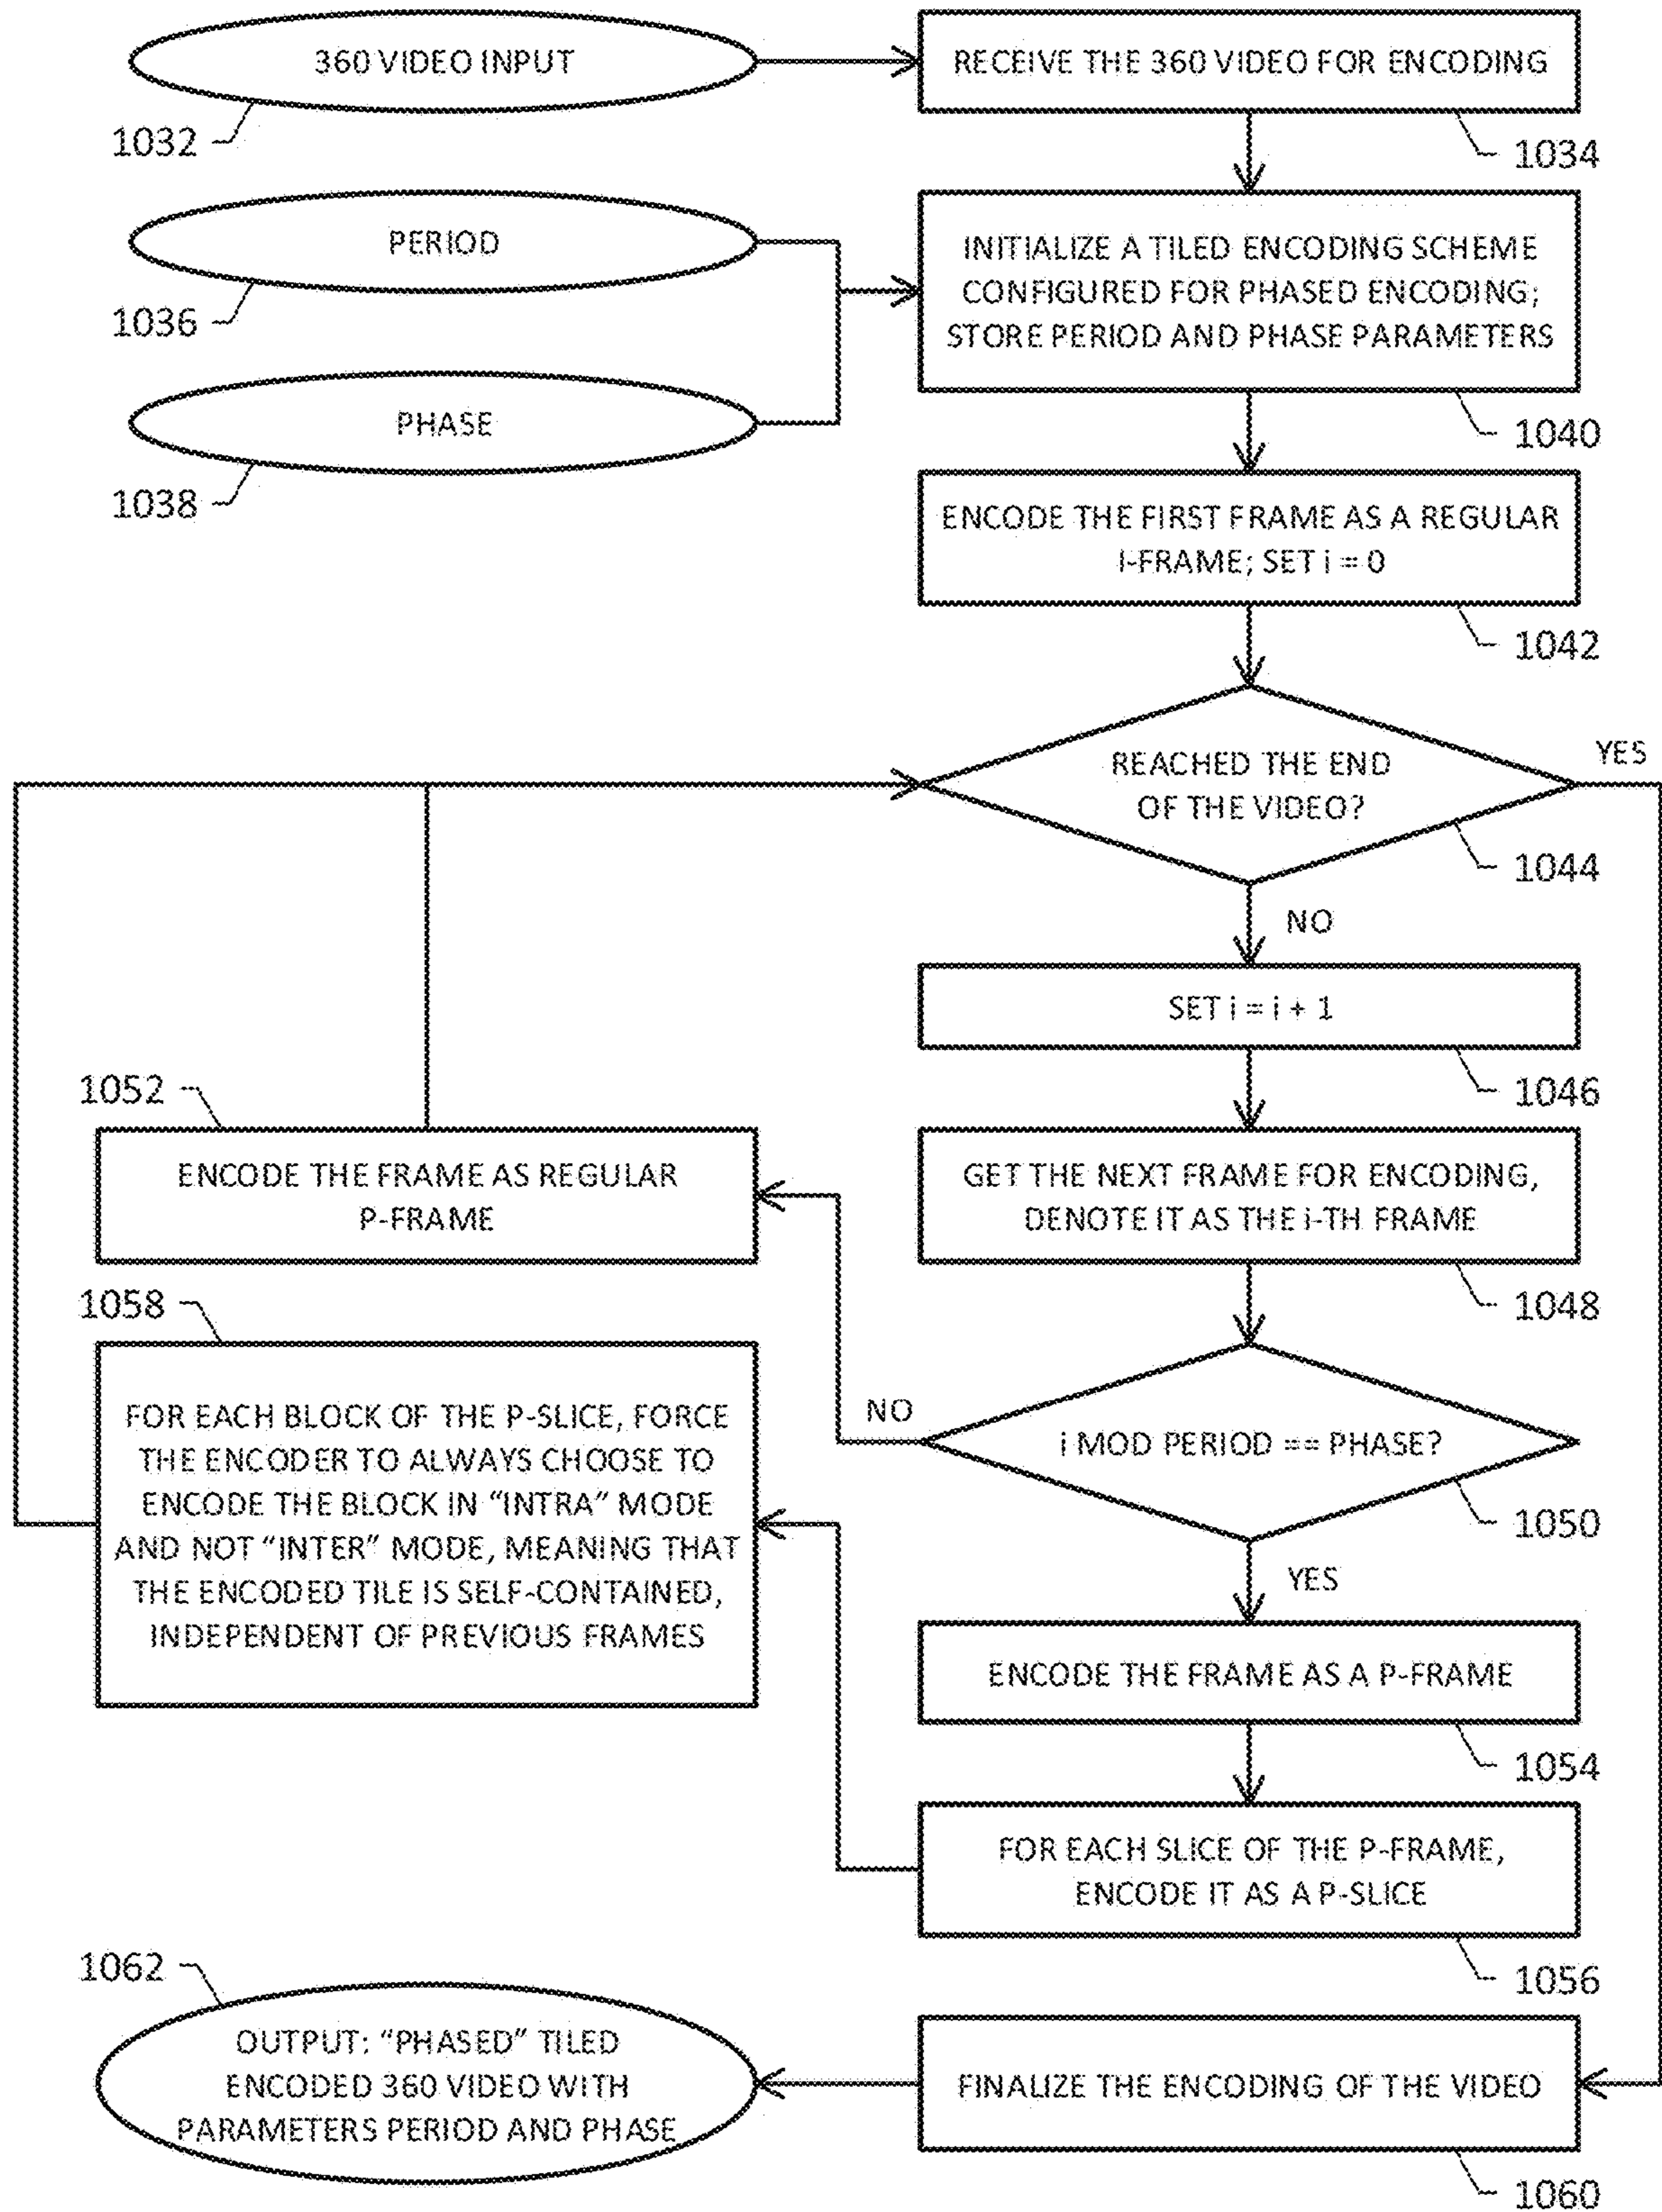 360 VIDEO INPUT
1032
RECEIVE THE 360 VIDEO FOR ENCODING
1034
PERIOD
1036
PHASE
1038
INITIALIZE A TILED ENCODING SCHEME
CONFIGURED FOR PHASED ENCODING;
STORE PERIOD AND PHASE PARAMETERS
1040
ENCODE THE FIRST FRAME AS A REGULAR
I-FRAME; SET i = 0
1042
REACHED THE END
OF THE VIDEO?
YES
1044
NO
SET i = i + 1
1046
1052
ENCODE THE FRAME AS REGULAR
P-FRAME
GET THE NEXT FRAME FOR ENCODING,
DENOTE IT AS THE i-TH FRAME
1048
1058
FOR EACH BLOCK OF THE P-SLICE, FORCE
THE ENCODER TO ALWAYS CHOOSE TO
ENCODE THE BLOCK IN “INTRA” MODE
AND NOT “INTER” MODE, MEANING THAT
THE ENCODED TILE IS SELF-CONTAINED,
INDEPENDENT OF PREVIOUS FRAMES
NO
i MOD PERIOD == PHASE?
1050
YES
ENCODE THE FRAME AS A P-FRAME
1054
FOR EACH SLICE OF THE P-FRAME,
ENCODE IT AS A P-SLICE
1056
1062
OUTPUT: “PHASED” TILED
ENCODED 360 VIDEO WITH
PARAMETERS PERIOD AND PHASE
FINALIZE THE ENCODING OF THE VIDEO
1060